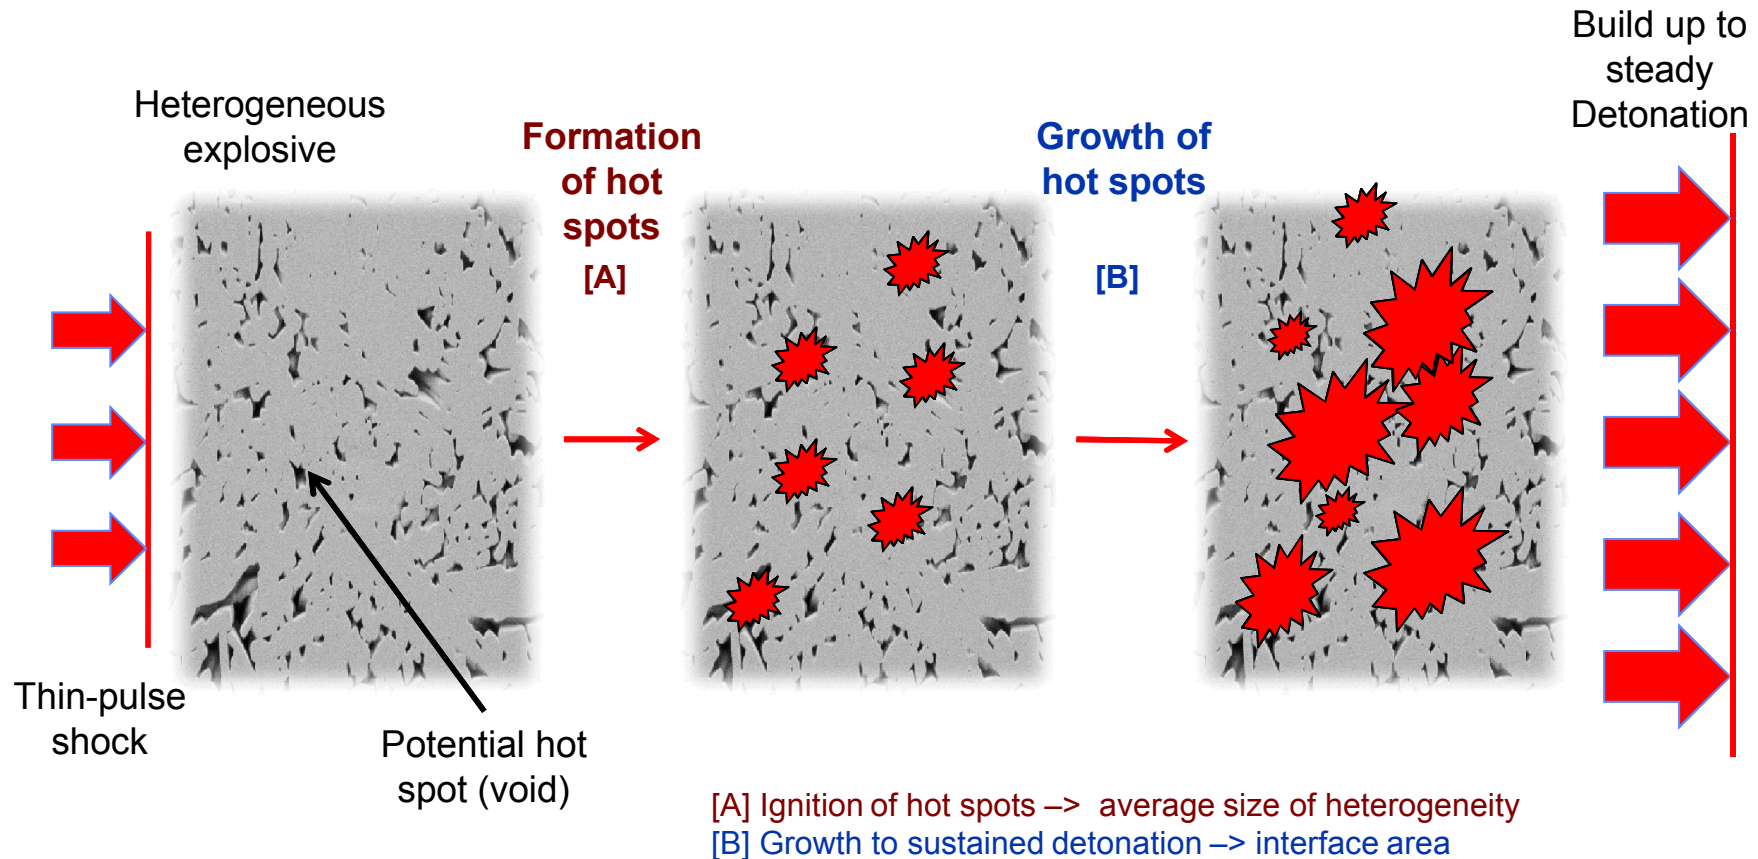 Heterogeneous
explosive
Formation
of hot
spots
[A]
Growth of
hot spots
[B]
Build up to
steady
Detonation
Thin-pulse
shock
Potential hot
spot (void)
[A] Ignition of hot spots –> average size of heterogeneity
[B] Growth to sustained detonation –> interface area